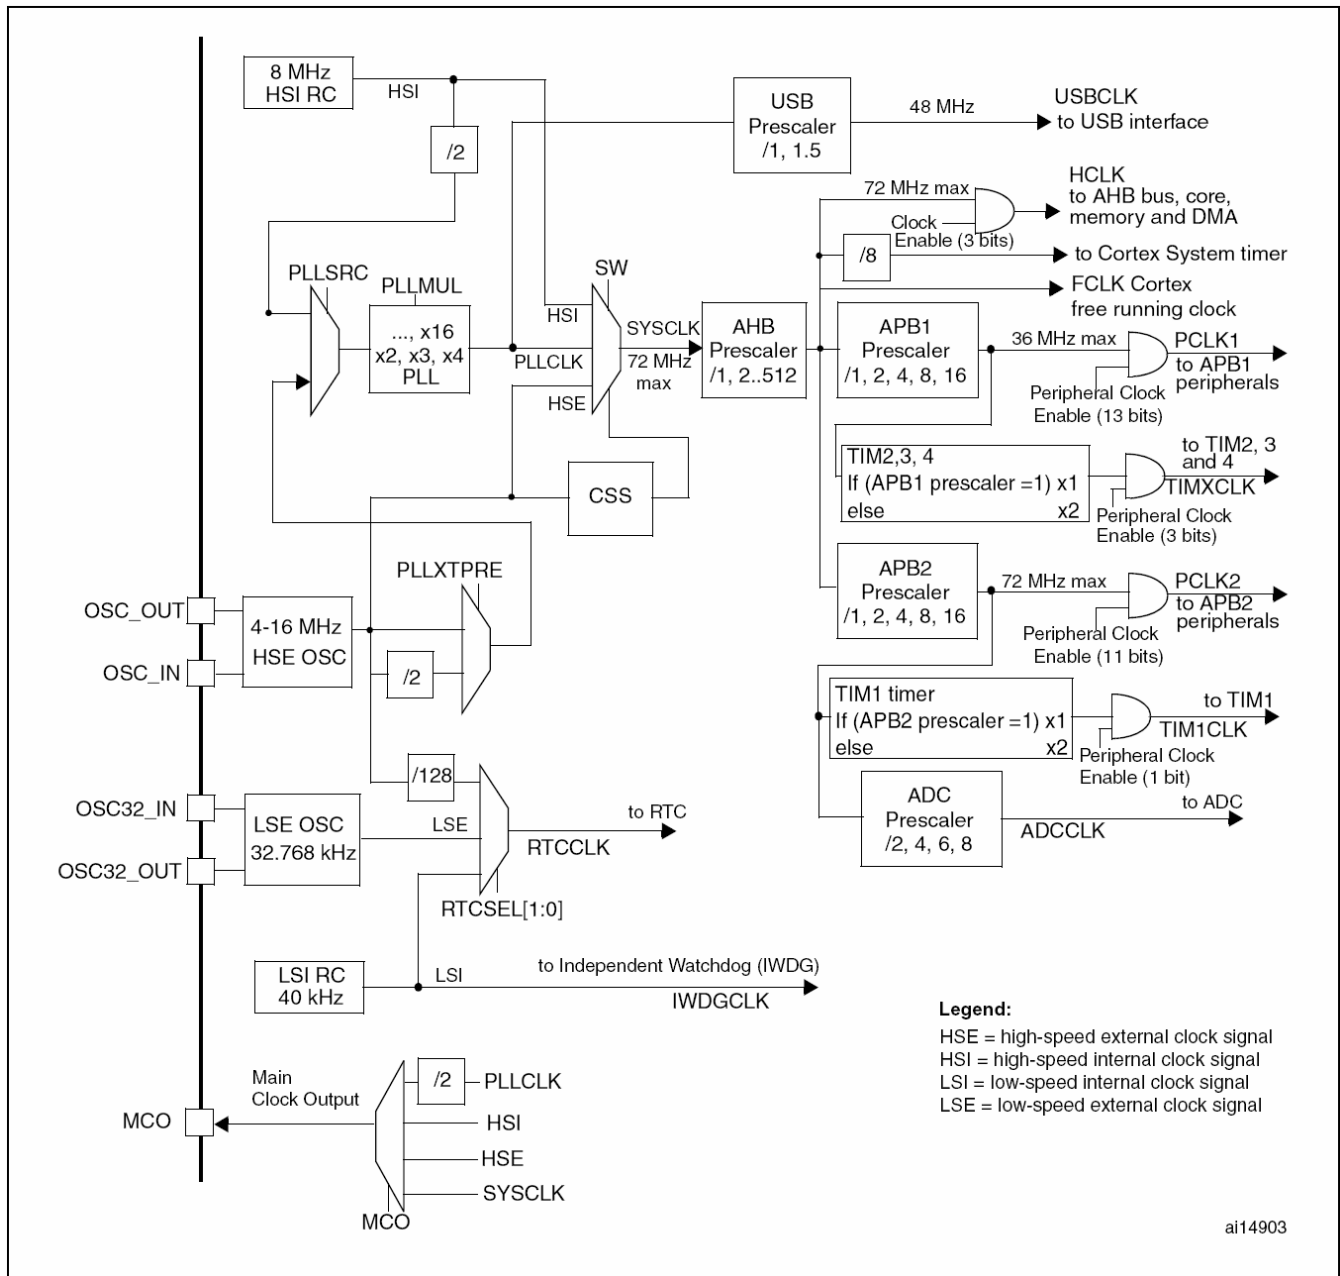 8 MHz
HSI RC
HSI
/2
USB
Prescaler
/1, 1.5
48 MHz
USBCLK
to USB interface
72 MHz max
HCLK
to AHB bus, core,
memory and DMA
Clock
Enable (3 bits)
/8
to Cortex System timer
FCLK Cortex
free running clock
PLLSRC
PLLMUL
..., x16
x2, x3, x4
PLL
SW
HSI
PLLCLK
HSE
SYSCLK
72 MHz
max
AHB
Prescaler
/1, 2..512
APB1
Prescaler
/1, 2, 4, 8, 16
36 MHz max
PCLK1
to APB1
peripherals
Peripheral Clock
Enable (13 bits)
CSS
TIM2,3, 4
If (APB1 prescaler =1) x1
else x2
to TIM2, 3
and 4
TIMXCLK
Peripheral Clock
Enable (3 bits)
PLLXTPRE
OSC_OUT
OSC_IN
4-16 MHz
HSE OSC
/2
APB2
Prescaler
/1, 2, 4, 8, 16
72 MHz max
PCLK2
to APB2
peripherals
Peripheral Clock
Enable (11 bits)
TIM1 timer
If (APB2 prescaler =1) x1
else x2
to TIM1
TIM1CLK
Peripheral Clock
Enable (1 bit)
/128
OSC32_IN
OSC32_OUT
LSE OSC
32.768 kHz
LSE
to RTC
RTCCLK
RTCSEL[1:0]
ADC
Prescaler
/2, 4, 6, 8
to ADC
ADCCLK
LSI RC
40 kHz
LSI
to Independent Watchdog (IWDG)
IWDGCLK
Legend:
HSE = high-speed external clock signal
HSI = high-speed internal clock signal
LSI = low-speed internal clock signal
LSE = low-speed external clock signal
Main
Clock Output
MCO
/2
PLLCLK
HSI
HSE
SYSCLK
MCO
ai14903